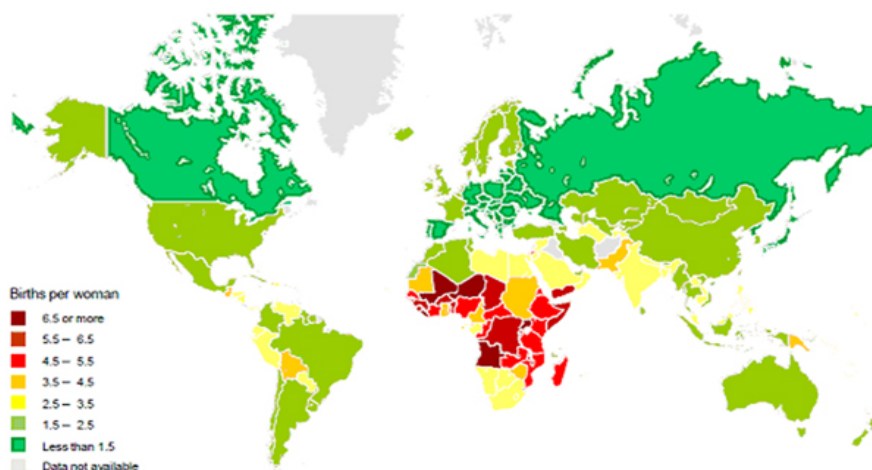 Births per woman
6.5 or more
5.5 – 6.5
4.5 – 5.5
3.5 – 4.5
2.5 – 3.5
1.5 – 2.5
Less than 1.5
Data not available